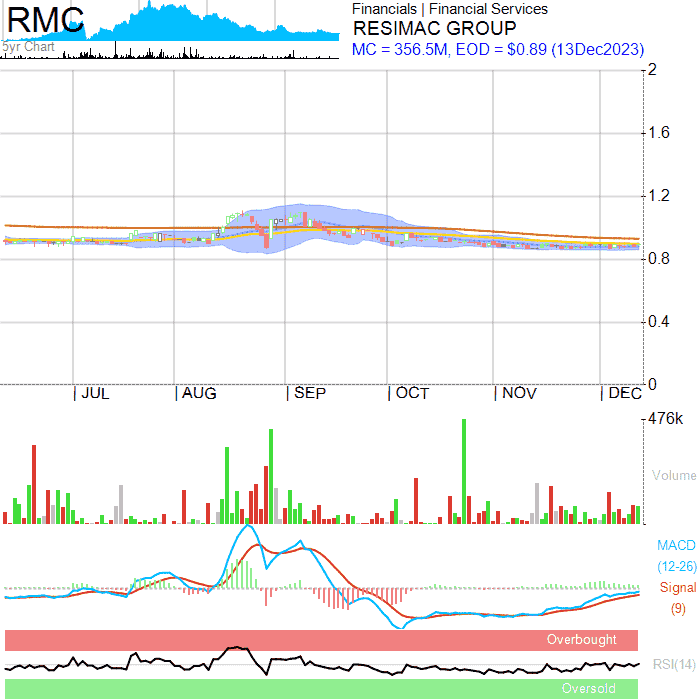 RMC
5yr Chart
Financials | Financial Services
RESIMAC GROUP
MC = 356.5M, EOD = $0.89 (13Dec2023)
2
1.6
1.2
0.8
0.4
0
| JUL | AUG | SEP | OCT | NOV | DEC
476k
Volume
MACD
(12-26)
Signal
(9)
Overbought
RSI(14)
Oversold